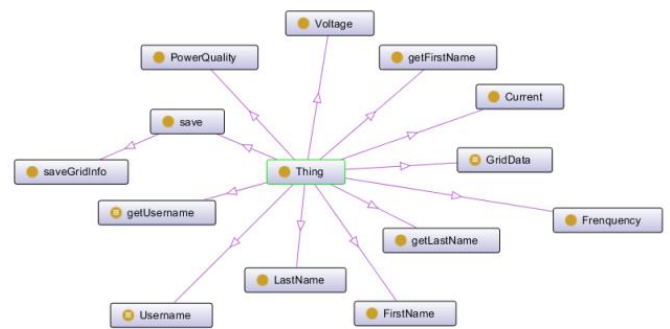 Voltage
PowerQuality
getFirstName
Current
save
saveGridInfo
Thing
GridData
getUsername
Frenquency
getLastName
LastName
Username
FirstName